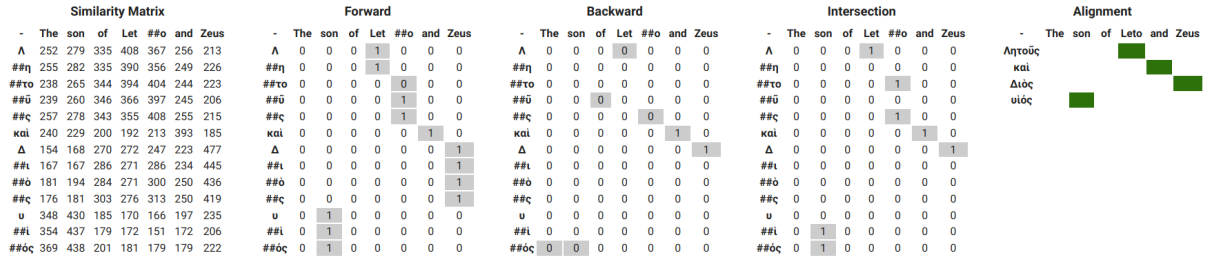 Similarity Matrix Forward Backward Intersection Alignment
- The son of Let ##o and Zeus - The son of Let ##o and Zeus - The son of Let ##o and Zeus - The son of Let ##o and Zeus - The son of Leto and Zeus
Λ 252 279 335 408 367 256 213 Λ 0 0 0 1 0 0 0 Λ 0 0 0 0 0 0 0 Λ 0 0 0 1 0 0 0 Λητοῦς
##η 255 282 335 390 356 249 226 ##η 0 0 0 1 0 0 0 ##η 0 0 0 0 0 0 0 ##η 0 0 0 0 0 0 0 καὶ
##το 238 265 344 394 404 244 223 ##το 0 0 0 0 0 0 0 ##το 0 0 0 0 0 0 0 ##το 0 0 0 0 1 0 0 Διὸς
##ῦ 239 260 346 366 397 245 206 ##ῦ 0 0 0 0 1 0 0 ##ῦ 0 0 0 0 0 0 0 ##ῦ 0 0 0 0 0 0 0 υἱός
##ς 257 278 343 355 408 255 215 ##ς 0 0 0 0 1 0 0 ##ς 0 0 0 0 0 0 0 ##ς 0 0 0 0 1 0 0
καὶ 240 229 200 192 213 393 185 καὶ 0 0 0 0 0 1 0 καὶ 0 0 0 0 0 1 0 καὶ 0 0 0 0 0 1 0
Δ 154 168 270 272 247 223 477 Δ 0 0 0 0 0 0 1 Δ 0 0 0 0 0 0 1 Δ 0 0 0 0 0 0 1
##ι 167 167 286 271 286 234 445 ##ι 0 0 0 0 0 0 1 ##ι 0 0 0 0 0 0 0 ##ι 0 0 0 0 0 0 0
##ὸ 181 194 284 271 300 250 436 ##ὸ 0 0 0 0 0 0 1 ##ὸ 0 0 0 0 0 0 0 ##ὸ 0 0 0 0 0 0 0
##ς 176 181 303 276 313 250 419 ##ς 0 0 0 0 0 0 1 ##ς 0 0 0 0 0 0 0 ##ς 0 0 0 0 0 0 0
υ 348 430 185 170 166 197 235 υ 0 1 0 0 0 0 0 υ 0 0 0 0 0 0 0 υ 0 0 0 0 0 0 0
##ἱ 354 437 179 172 151 172 206 ##ἱ 0 1 0 0 0 0 0 ##ἱ 0 0 0 0 0 0 0 ##ἱ 0 1 0 0 0 0 0
##ός 369 438 201 181 179 179 222 ##ός 0 1 0 0 0 0 0 ##ός 0 0 0 0 0 0 0 ##ός 0 1 0 0 0 0 0